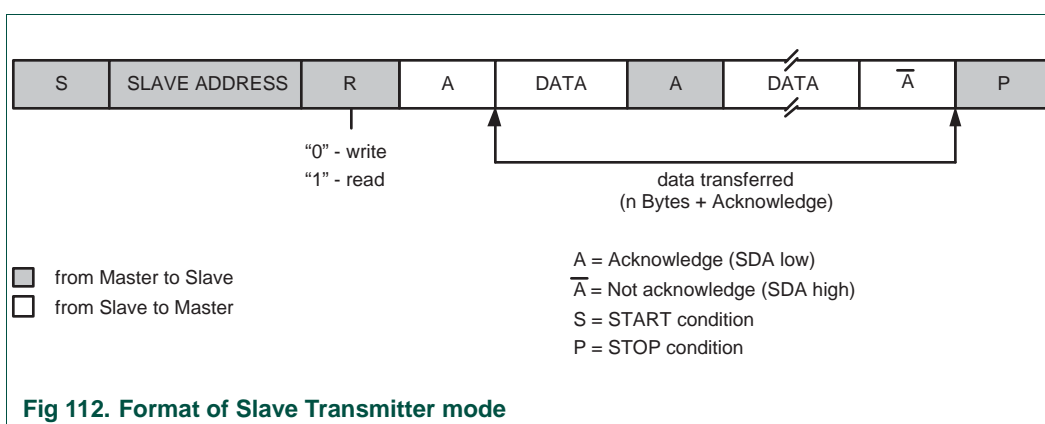 S SLAVE ADDRESS R A DATA A DATA A̅ P
“0” - write
“1” - read
data transferred
(n Bytes + Acknowledge)
from Master to Slave
from Slave to Master
A = Acknowledge (SDA low)
A̅ = Not acknowledge (SDA high)
S = START condition
P = STOP condition
Fig 112. Format of Slave Transmitter mode